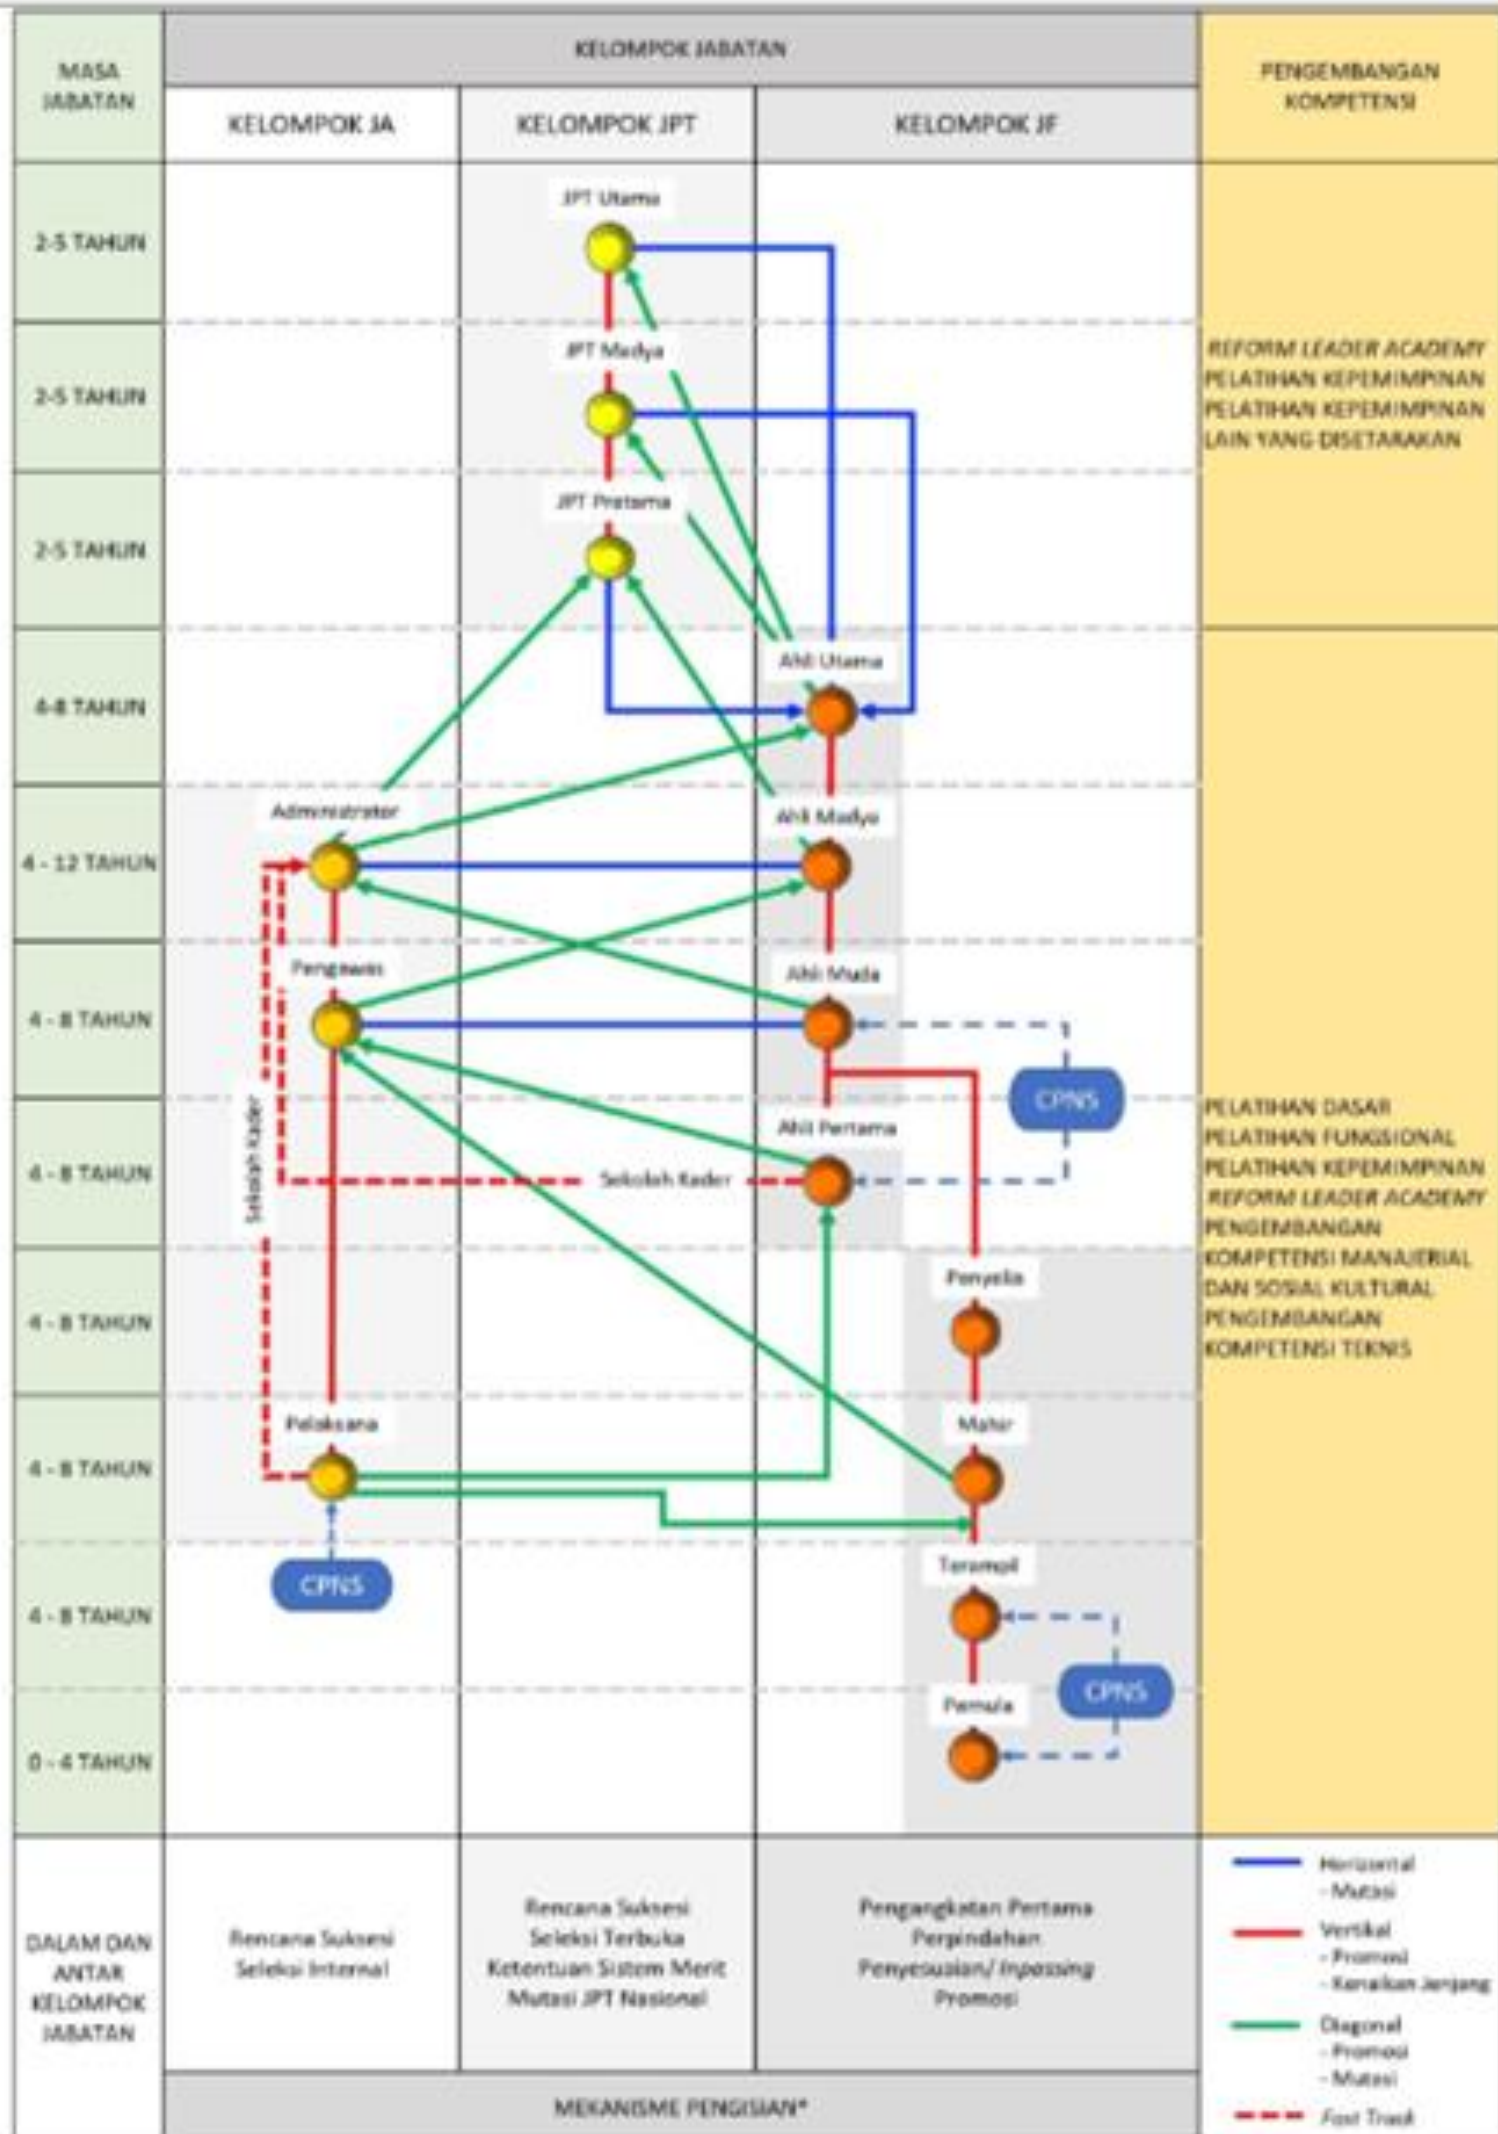 MASA
JABATAN
KELOMPOK JABATAN
PENGEMBANGAN
KOMPETENSI
KELOMPOK JA
KELOMPOK JPT
KELOMPOK JF
2-5 TAHUN
JPT Utama
2-5 TAHUN
JPT Madya
2-5 TAHUN
JPT Pratama
REFORM LEADER ACADEMY
PELATIHAN KEPEMIMPINAN
PELATIHAN KEPEMIMPINAN
LAIN YANG DISETARAKAN
4-8 TAHUN
Ahli Utama
4 - 12 TAHUN
Administrator
Ahli Madya
4 - 8 TAHUN
Pengawas
Ahli Muda
CPNS
4 - 8 TAHUN
Sekolah Kader
Sekolah Kader
Ahli Pertama
4 - 8 TAHUN
Penyelia
PELATIHAN DASAR
PELATIHAN FUNGSIONAL
PELATIHAN KEPEMIMPINAN
REFORM LEADER ACADEMY
PENGEMBANGAN
KOMPETENSI MANAJERIAL
DAN SOSIAL KULTURAL
PENGEMBANGAN
KOMPETENSI TEKNIS
4 - 8 TAHUN
Pelaksana
Mahir
4 - 8 TAHUN
CPNS
Terampil
CPNS
0 - 4 TAHUN
Pemula
DALAM DAN
ANTAR
KELOMPOK
JABATAN
Rencana Suksesi
Seleksi Internal
Rencana Suksesi
Seleksi Terbuka
Ketentuan Sistem Merit
Mutasi JPT Nasional
Pengangkatan Pertama
Perpindahan
Penyesuaian/ Inpassing
Promosi
MEKANISME PENGISIAN*
Horizontal
- Mutasi
Vertikal
- Promosi
- Kenaikan Jenjang
Diagonal
- Promosi
- Mutasi
Fast Track